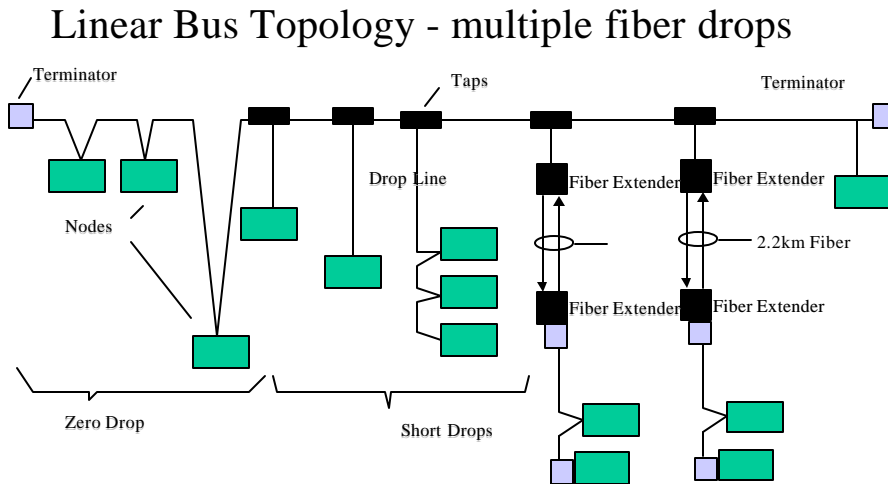 Linear Bus Topology - multiple fiber drops
Terminator
Taps
Terminator
Drop Line
Fiber Extender
Fiber Extender
Nodes
2.2km Fiber
Fiber Extender
Fiber Extender
Zero Drop
Short Drops